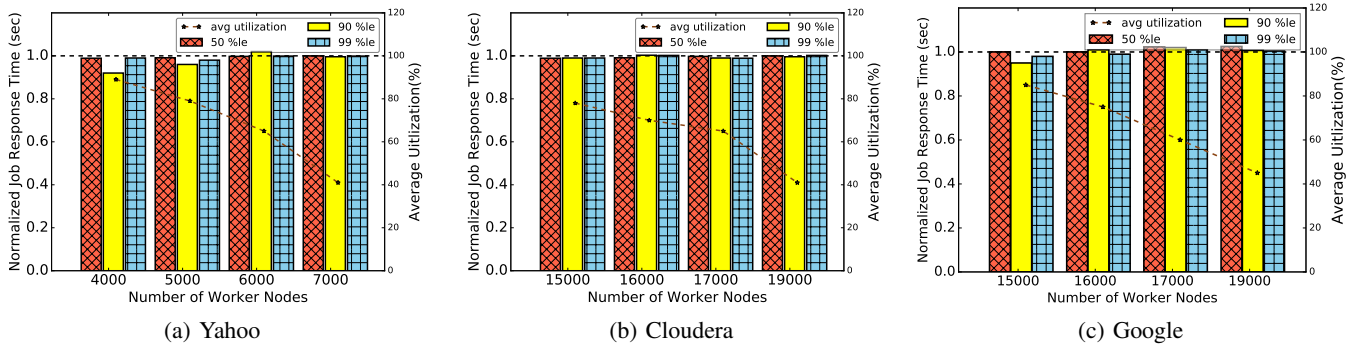 Normalized Job Response Time (sec)
1.0
0.8
0.6
0.4
0.2
0.0
avg utilization
50 %le
90 %le
99 %le
120
100
80
60
40
20
0
Average Uitlization(%)
4000 5000 6000 7000
Number of Worker Nodes
(a) Yahoo
Normalized Job Response Time (sec)
1.0
0.8
0.6
0.4
0.2
0.0
avg utilization
50 %le
90 %le
99 %le
120
100
80
60
40
20
0
Average Uitlization(%)
15000 16000 17000 19000
Number of Worker Nodes
(b) Cloudera
Normalized Job Response Time (sec)
1.0
0.8
0.6
0.4
0.2
0.0
avg utilization
50 %le
90 %le
99 %le
120
100
80
60
40
20
0
Average Uitlization(%)
15000 16000 17000 19000
Number of Worker Nodes
(c) Google